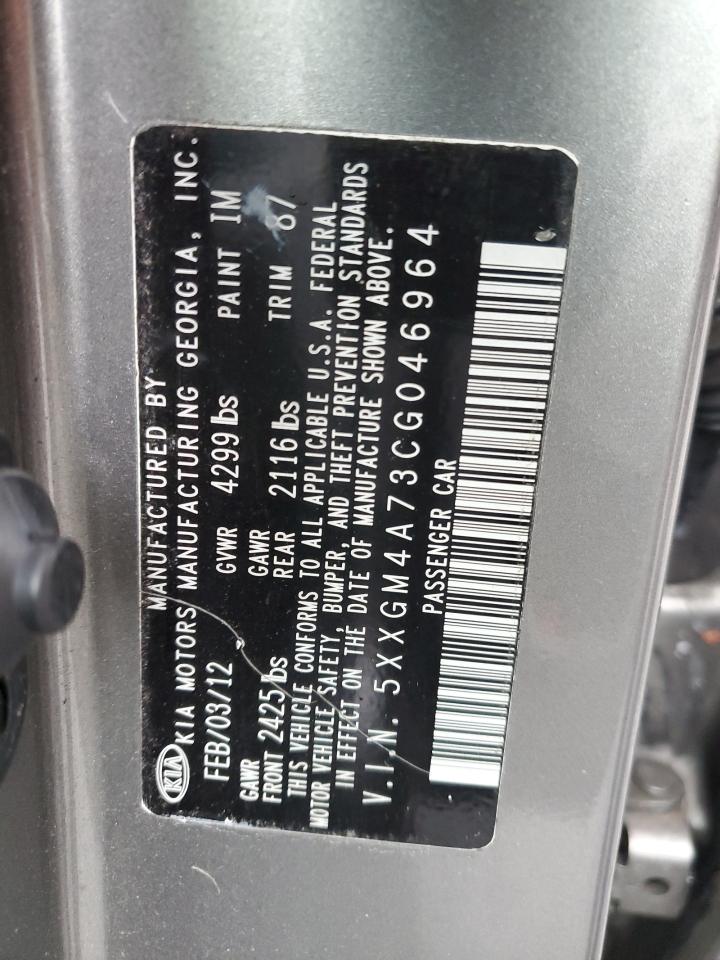 MANUFACTURED BY
KIA KIA MOTORS MANUFACTURING GEORGIA, INC.
FEB/03/12 GVWR 4299 lbs PAINT IM
GAWR GAWR
FRONT 2425 lbs REAR 2116 lbs TRIM
THIS VEHICLE CONFORMS TO ALL APPLICABLE U.S.A. FEDERAL
MOTOR VEHICLE SAFETY, BUMPER, AND THEFT PREVENTION STANDARDS
IN EFFECT ON THE DATE OF MANUFACTURE SHOWN ABOVE.
V.I.N. 5XXGM4A73CG046964
PASSENGER CAR